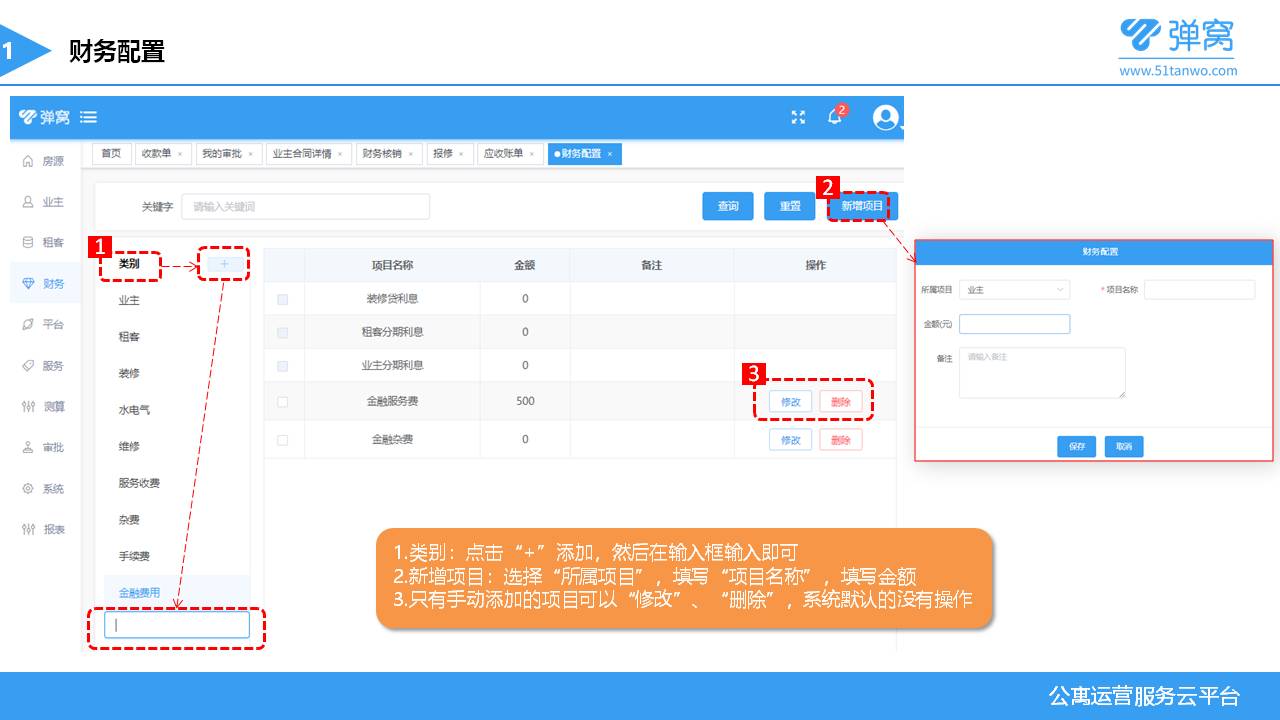 1
财务配置
弹窝
www.51tanwo.com
弹窝
2
首页 收款单 × 我的审批 × 业主合同详情 × 财务核销 × 报修 × 应收账单 × 财务配置 ×
房源
业主
租客
财务
平台
服务
测算
审批
系统
报表
关键字 请输入关键词 查询 重置 2 新增项目
1
类别 +
业主
租客
装修
水电气
维修
服务收费
杂费
手续费
金融费用
项目名称 金额 备注 操作
装修贷利息 0
租客分期利息 0
业主分期利息 0
3
金融服务费 500 修改 删除
金融杂费 0 修改 删除
财务配置
所属项目 业主 * 项目名称
金额(元)
备注 请输入备注
保存 取消
1.类别：点击“+”添加，然后在输入框输入即可
2.新增项目：选择“所属项目”，填写“项目名称”，填写金额
3.只有手动添加的项目可以“修改”、“删除”，系统默认的没有操作
公寓运营服务云平台